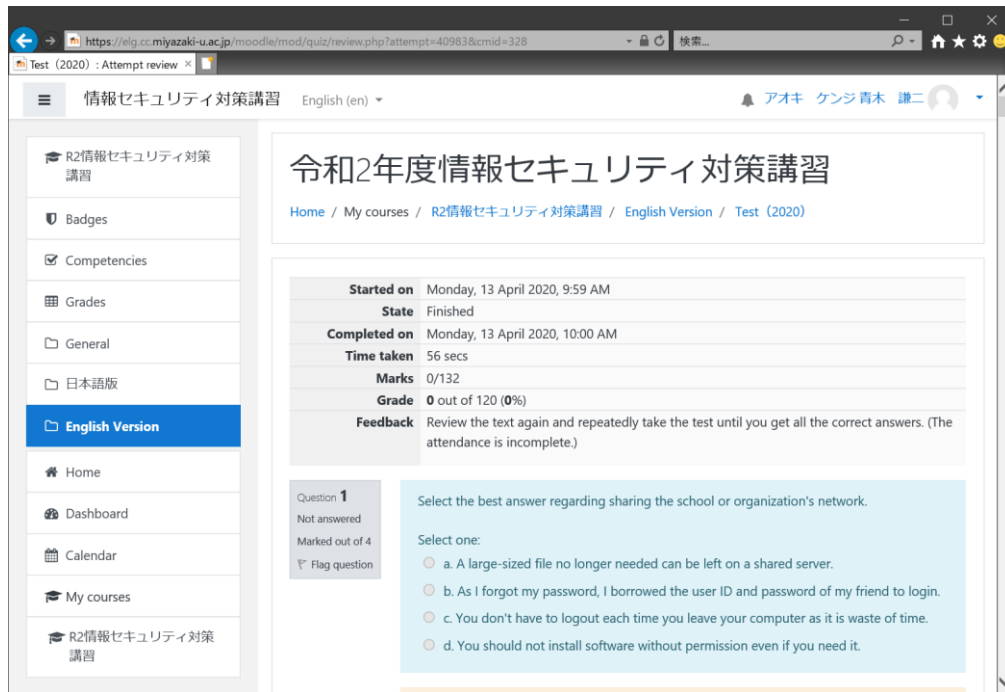 https://elg.cc.miyazaki-u.ac.jp/moodle/mod/quiz/review.php?attempt=40983&cmid=328
検索...
Test（2020）: Attempt review
情報セキュリティ対策講習
English (en)
アオキ ケンジ 青木 謙二
R2情報セキュリティ対策
講習
Badges
Competencies
Grades
General
日本語版
English Version
Home
Dashboard
Calendar
My courses
R2情報セキュリティ対策
講習
令和2年度情報セキュリティ対策講習
Home / My courses / R2情報セキュリティ対策講習 / English Version / Test（2020）
Started on Monday, 13 April 2020, 9:59 AM
State Finished
Completed on Monday, 13 April 2020, 10:00 AM
Time taken 56 secs
Marks 0/132
Grade 0 out of 120 (0%)
Feedback Review the text again and repeatedly take the test until you get all the correct answers. (The
attendance is incomplete.)
Question 1
Not answered
Marked out of 4
Flag question
Select the best answer regarding sharing the school or organization's network.
Select one:
a. A large-sized file no longer needed can be left on a shared server.
b. As I forgot my password, I borrowed the user ID and password of my friend to login.
c. You don't have to logout each time you leave your computer as it is waste of time.
d. You should not install software without permission even if you need it.